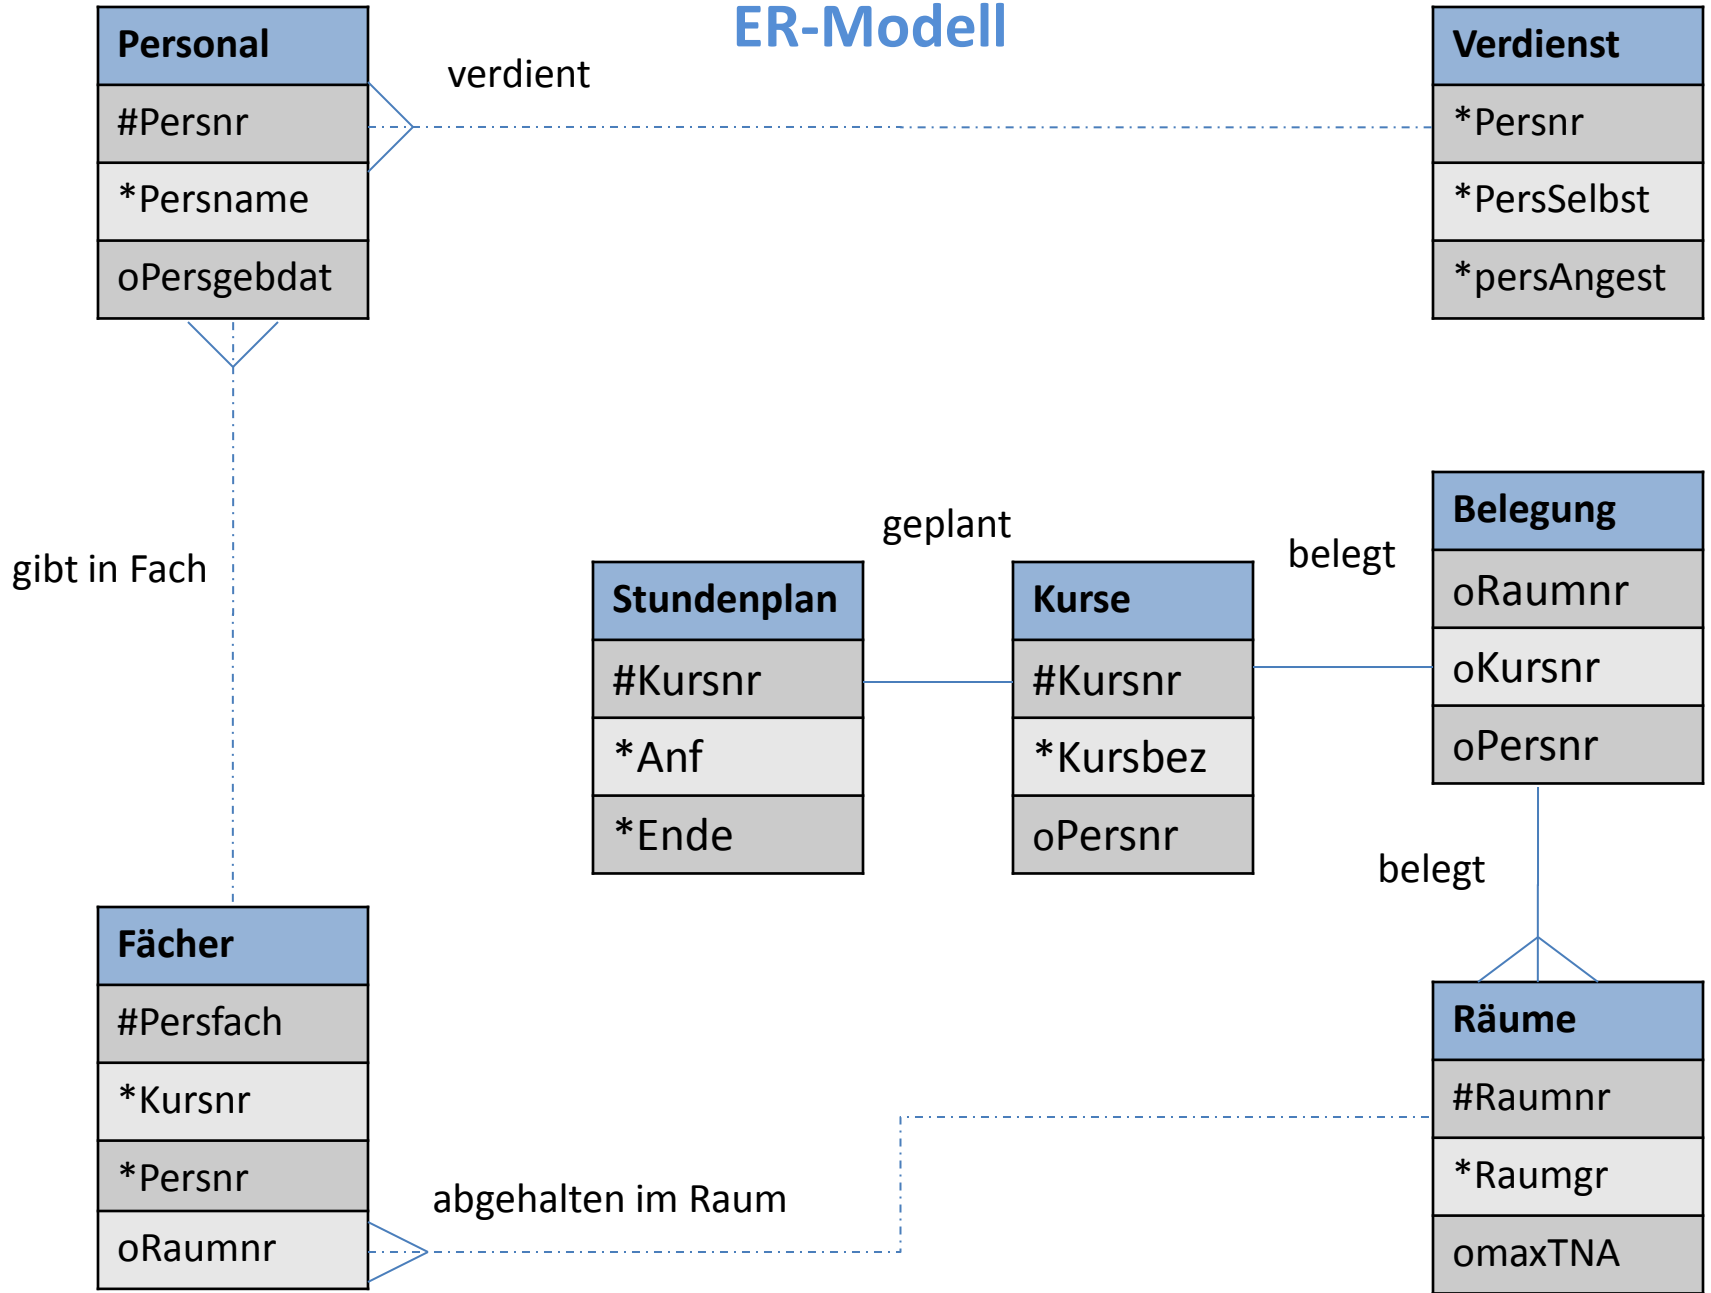 ER-Modell
Personal
#Persnr
*Persname
oPersgebdat
verdient
Verdienst
*Persnr
*PersSelbst
*persAngest
gibt in Fach
geplant
belegt
Stundenplan
#Kursnr
*Anf
*Ende
Kurse
#Kursnr
*Kursbez
oPersnr
Belegung
oRaumnr
oKursnr
oPersnr
belegt
Fächer
#Persfach
*Kursnr
*Persnr
oRaumnr
abgehalten im Raum
Räume
#Raumnr
*Raumgr
omaxTNA